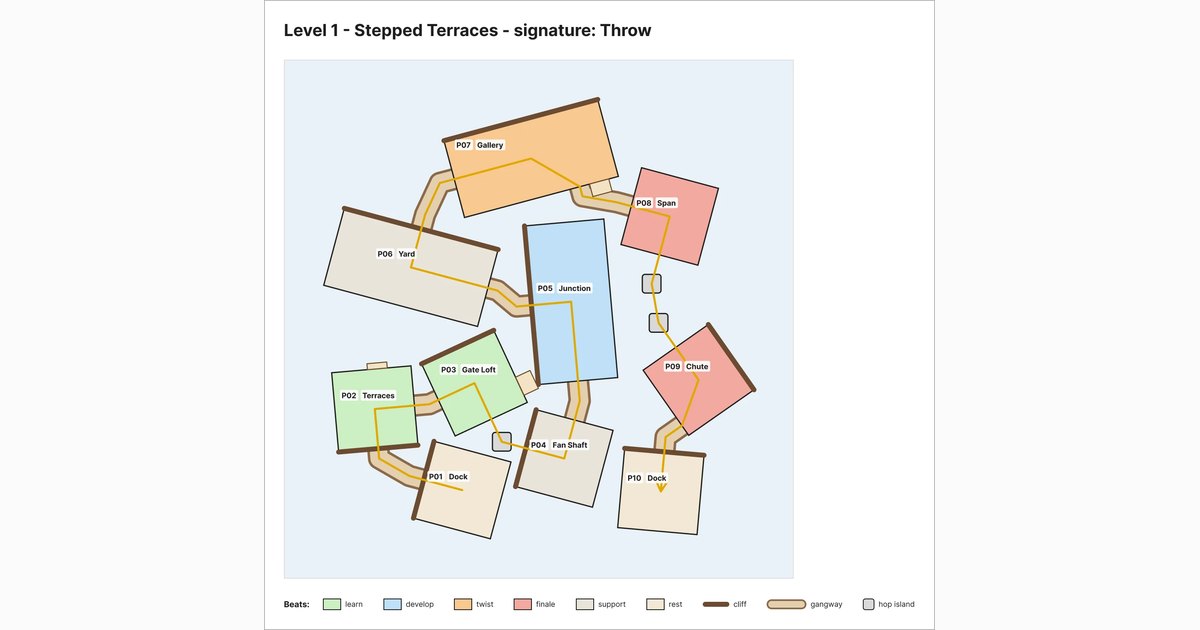 Level 1 - Stepped Terraces - signature: Throw
P07 Gallery
P08 Span
P06 Yard
P05 Junction
P03 Gate Loft
P09 Chute
P02 Terraces
P04 Fan Shaft
P01 Dock
P10 Dock
Beats: learn develop twist finale support rest cliff gangway hop island